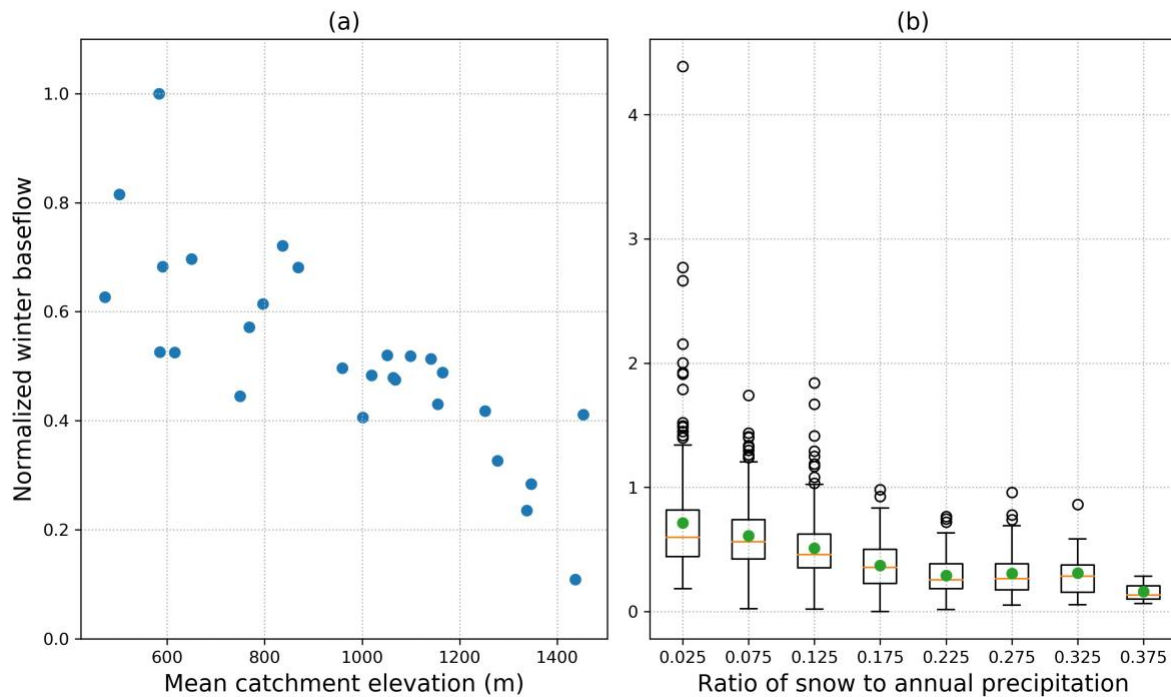 (a)
Normalized winter baseflow
1.0
0.8
0.6
0.4
0.2
0.0
600 800 1000 1200 1400
Mean catchment elevation (m)
(b)
4
3
2
1
0
0.025 0.075 0.125 0.175 0.225 0.275 0.325 0.375
Ratio of snow to annual precipitation